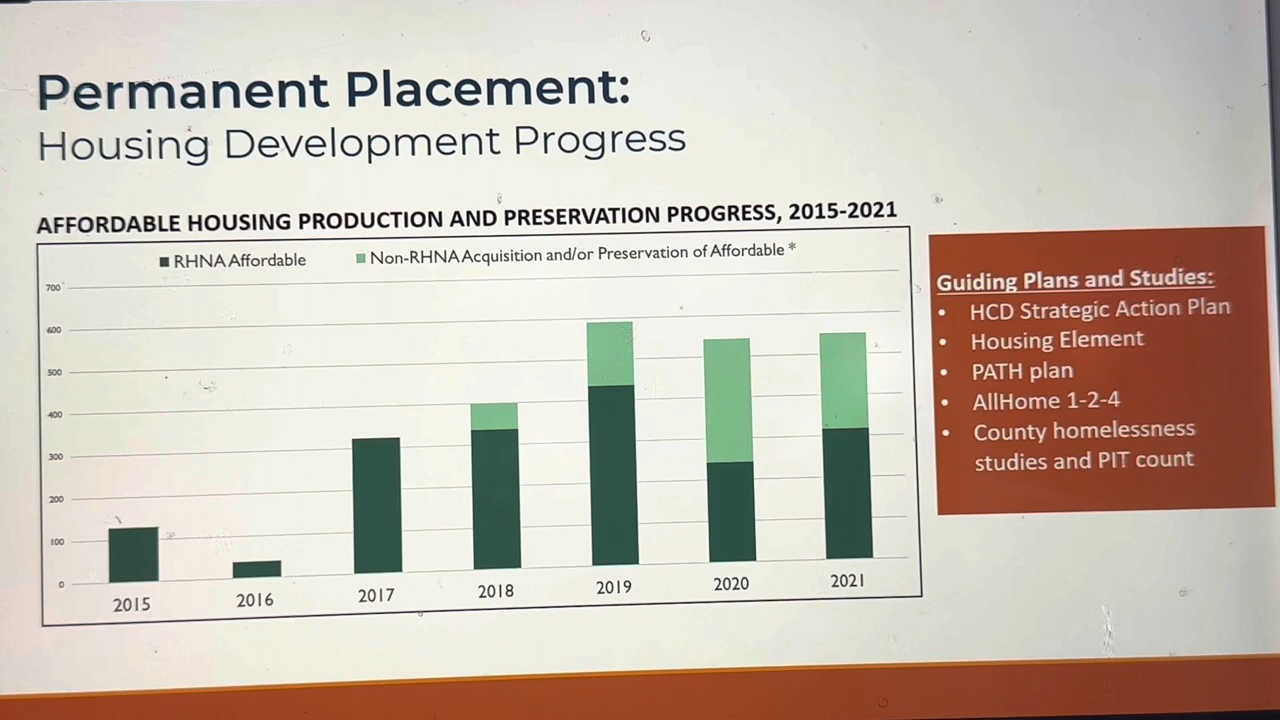 Permanent Placement:
Housing Development Progress
AFFORDABLE HOUSING PRODUCTION AND PRESERVATION PROGRESS, 2015-2021
RHNA Affordable
Non-RHNA Acquisition and/or Preservation of Affordable *
700
600
500
400
300
200
100
0
2015
2016
2017
2018
2019
2020
2021
Guiding Plans and Studies:
• HCD Strategic Action Plan
• Housing Element
• PATH plan
• AllHome 1-2-4
• County homelessness
studies and PIT count